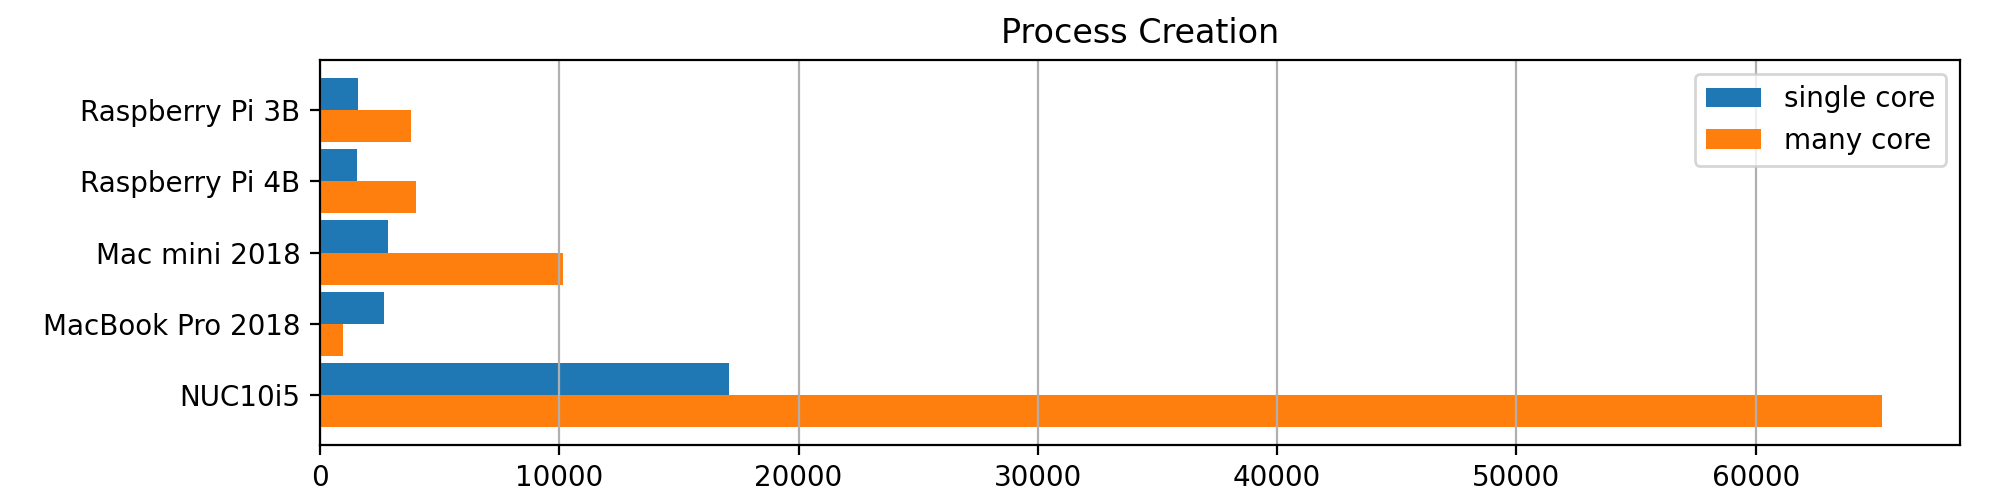 Process Creation
single core
many core
Raspberry Pi 3B
Raspberry Pi 4B
Mac mini 2018
MacBook Pro 2018
NUC10i5
0 10000 20000 30000 40000 50000 60000